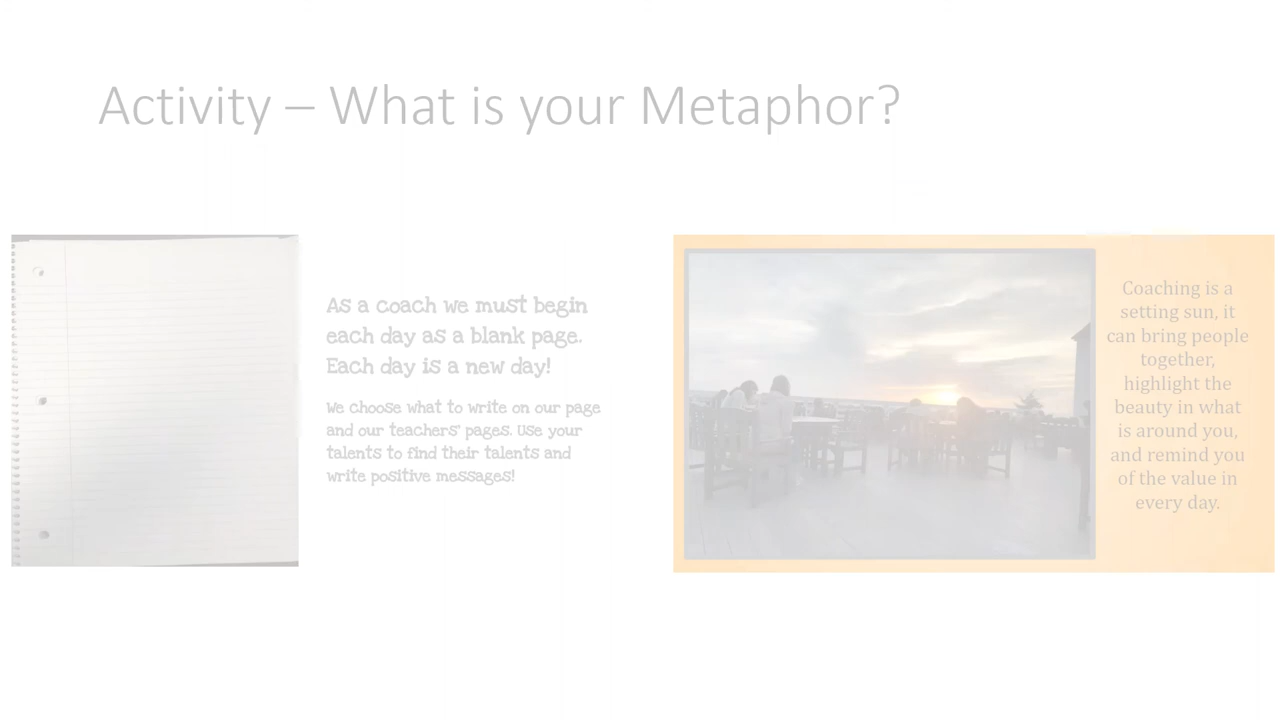 Activity – What is your Metaphor?
As a coach we must begin
each day as a blank page.
Each day is a new day!
We choose what to write on our page
and our teachers' pages. Use your
talents to find their talents and
write positive messages!
Coaching is a
setting sun, it
can bring people
together,
highlight the
beauty in what
is around you,
and remind you
of the value in
every day.